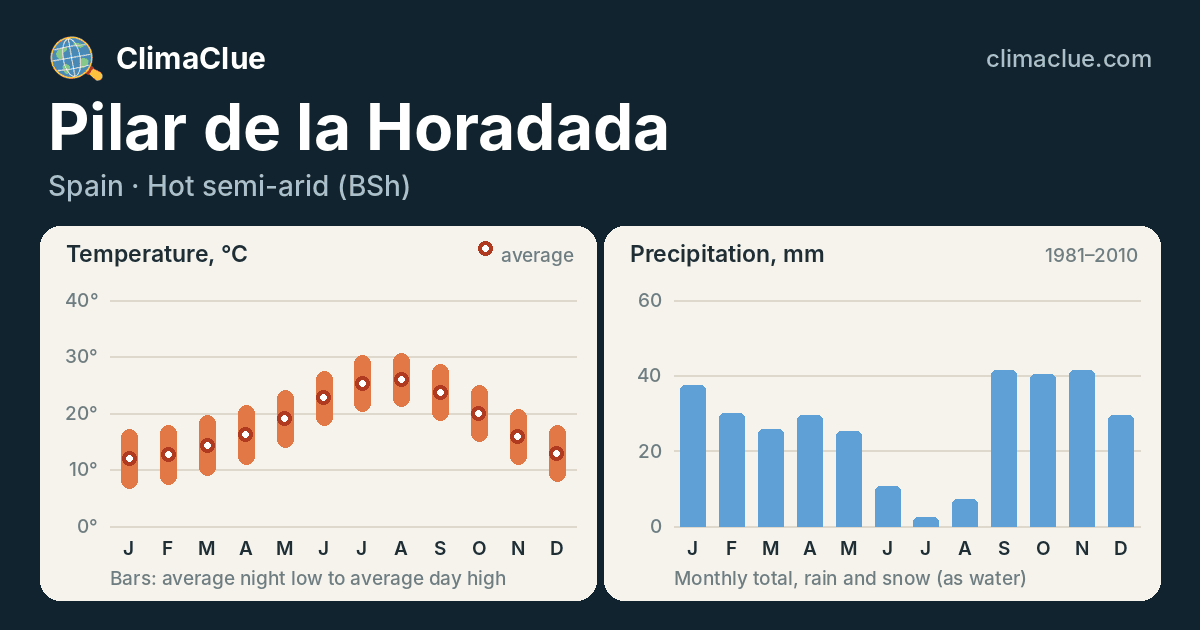 ClimaClue
climaclue.com
Pilar de la Horadada
Spain · Hot semi-arid (BSh)
Temperature, °C
average
40°
30°
20°
10°
0°
J F M A M J J A S O N D
Bars: average night low to average day high
Precipitation, mm
1981–2010
60
40
20
0
J F M A M J J A S O N D
Monthly total, rain and snow (as water)